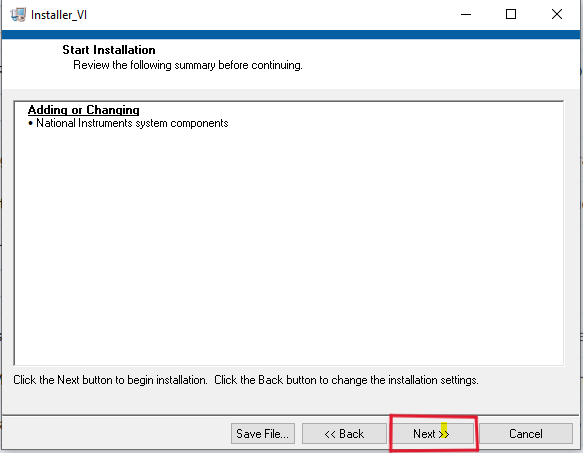 Installer_VI
Start Installation
Review the following summary before continuing.
Adding or Changing
• National Instruments system components
Click the Next button to begin installation. Click the Back button to change the installation settings.
Save File... << Back Next >> Cancel